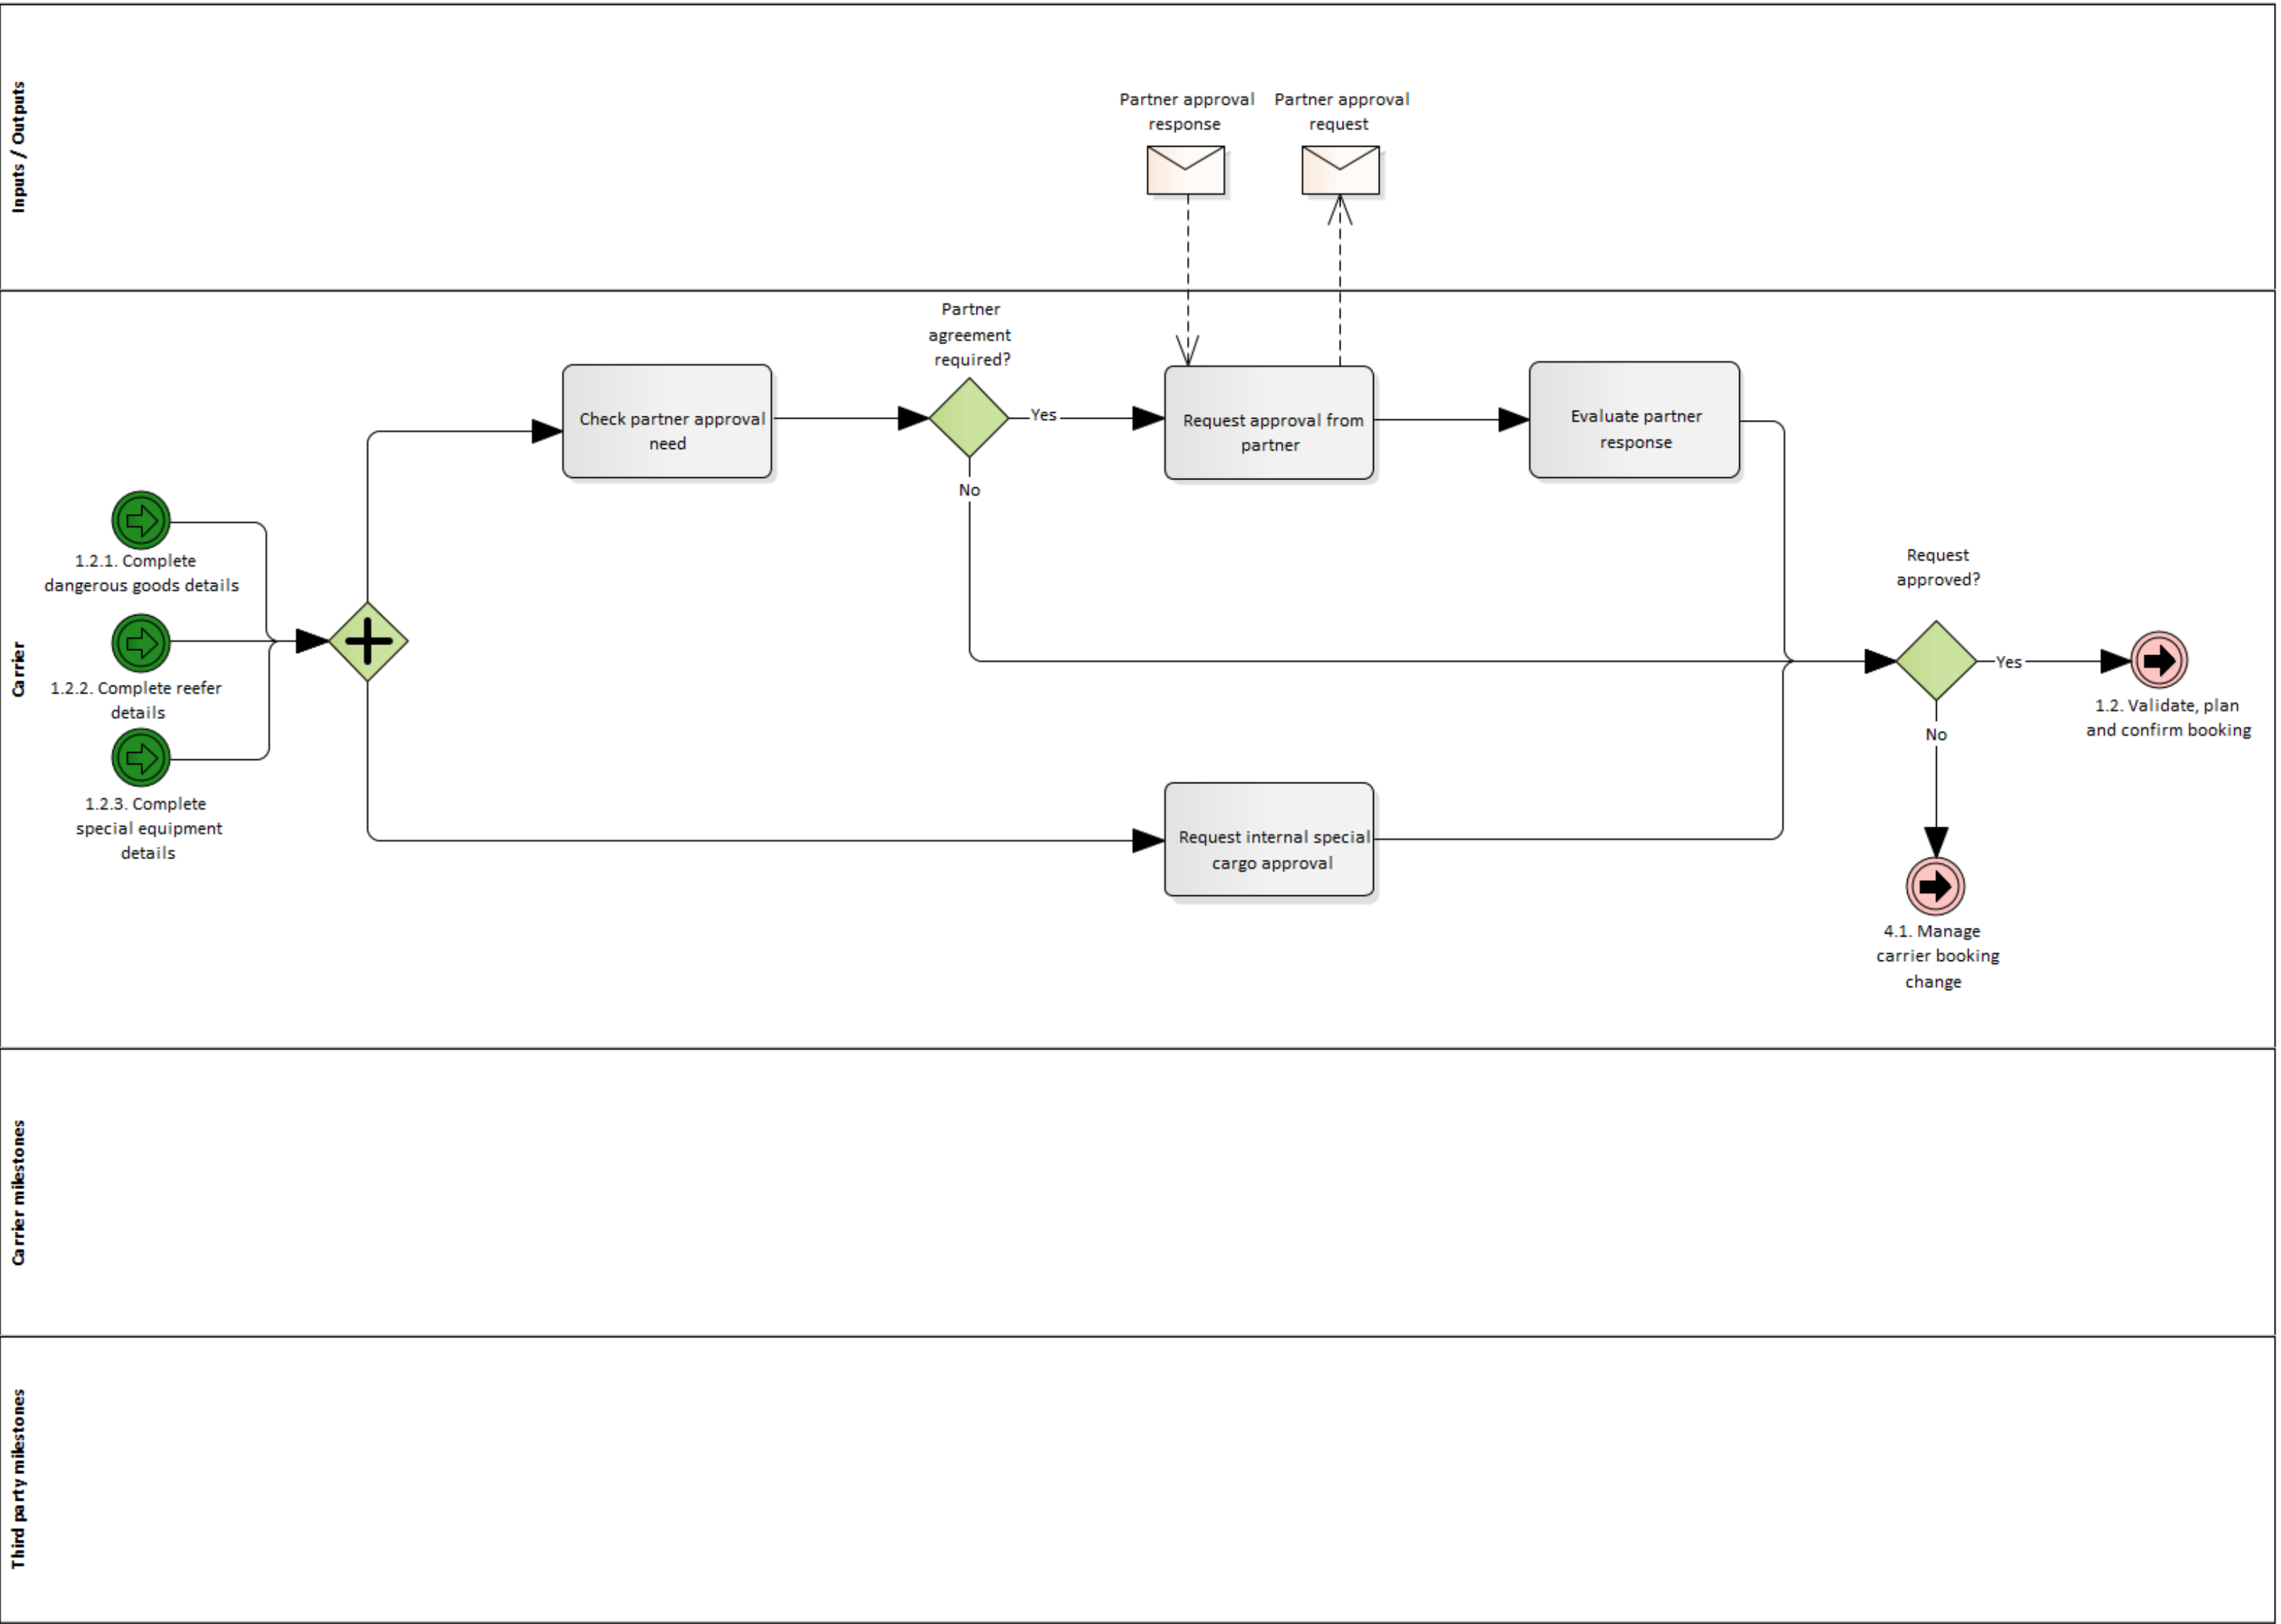 Inputs / Outputs
Partner approval
response
Partner approval
request
Carrier
Partner
agreement
required?
Check partner approval
need
Yes
No
Request approval from
partner
Evaluate partner
response
1.2.1. Complete
dangerous goods details
1.2.2. Complete reefer
details
1.2.3. Complete
special equipment
details
Request internal special
cargo approval
Request
approved?
Yes
No
1.2. Validate, plan
and confirm booking
4.1. Manage
carrier booking
change
Carrier milestones
Third party milestones